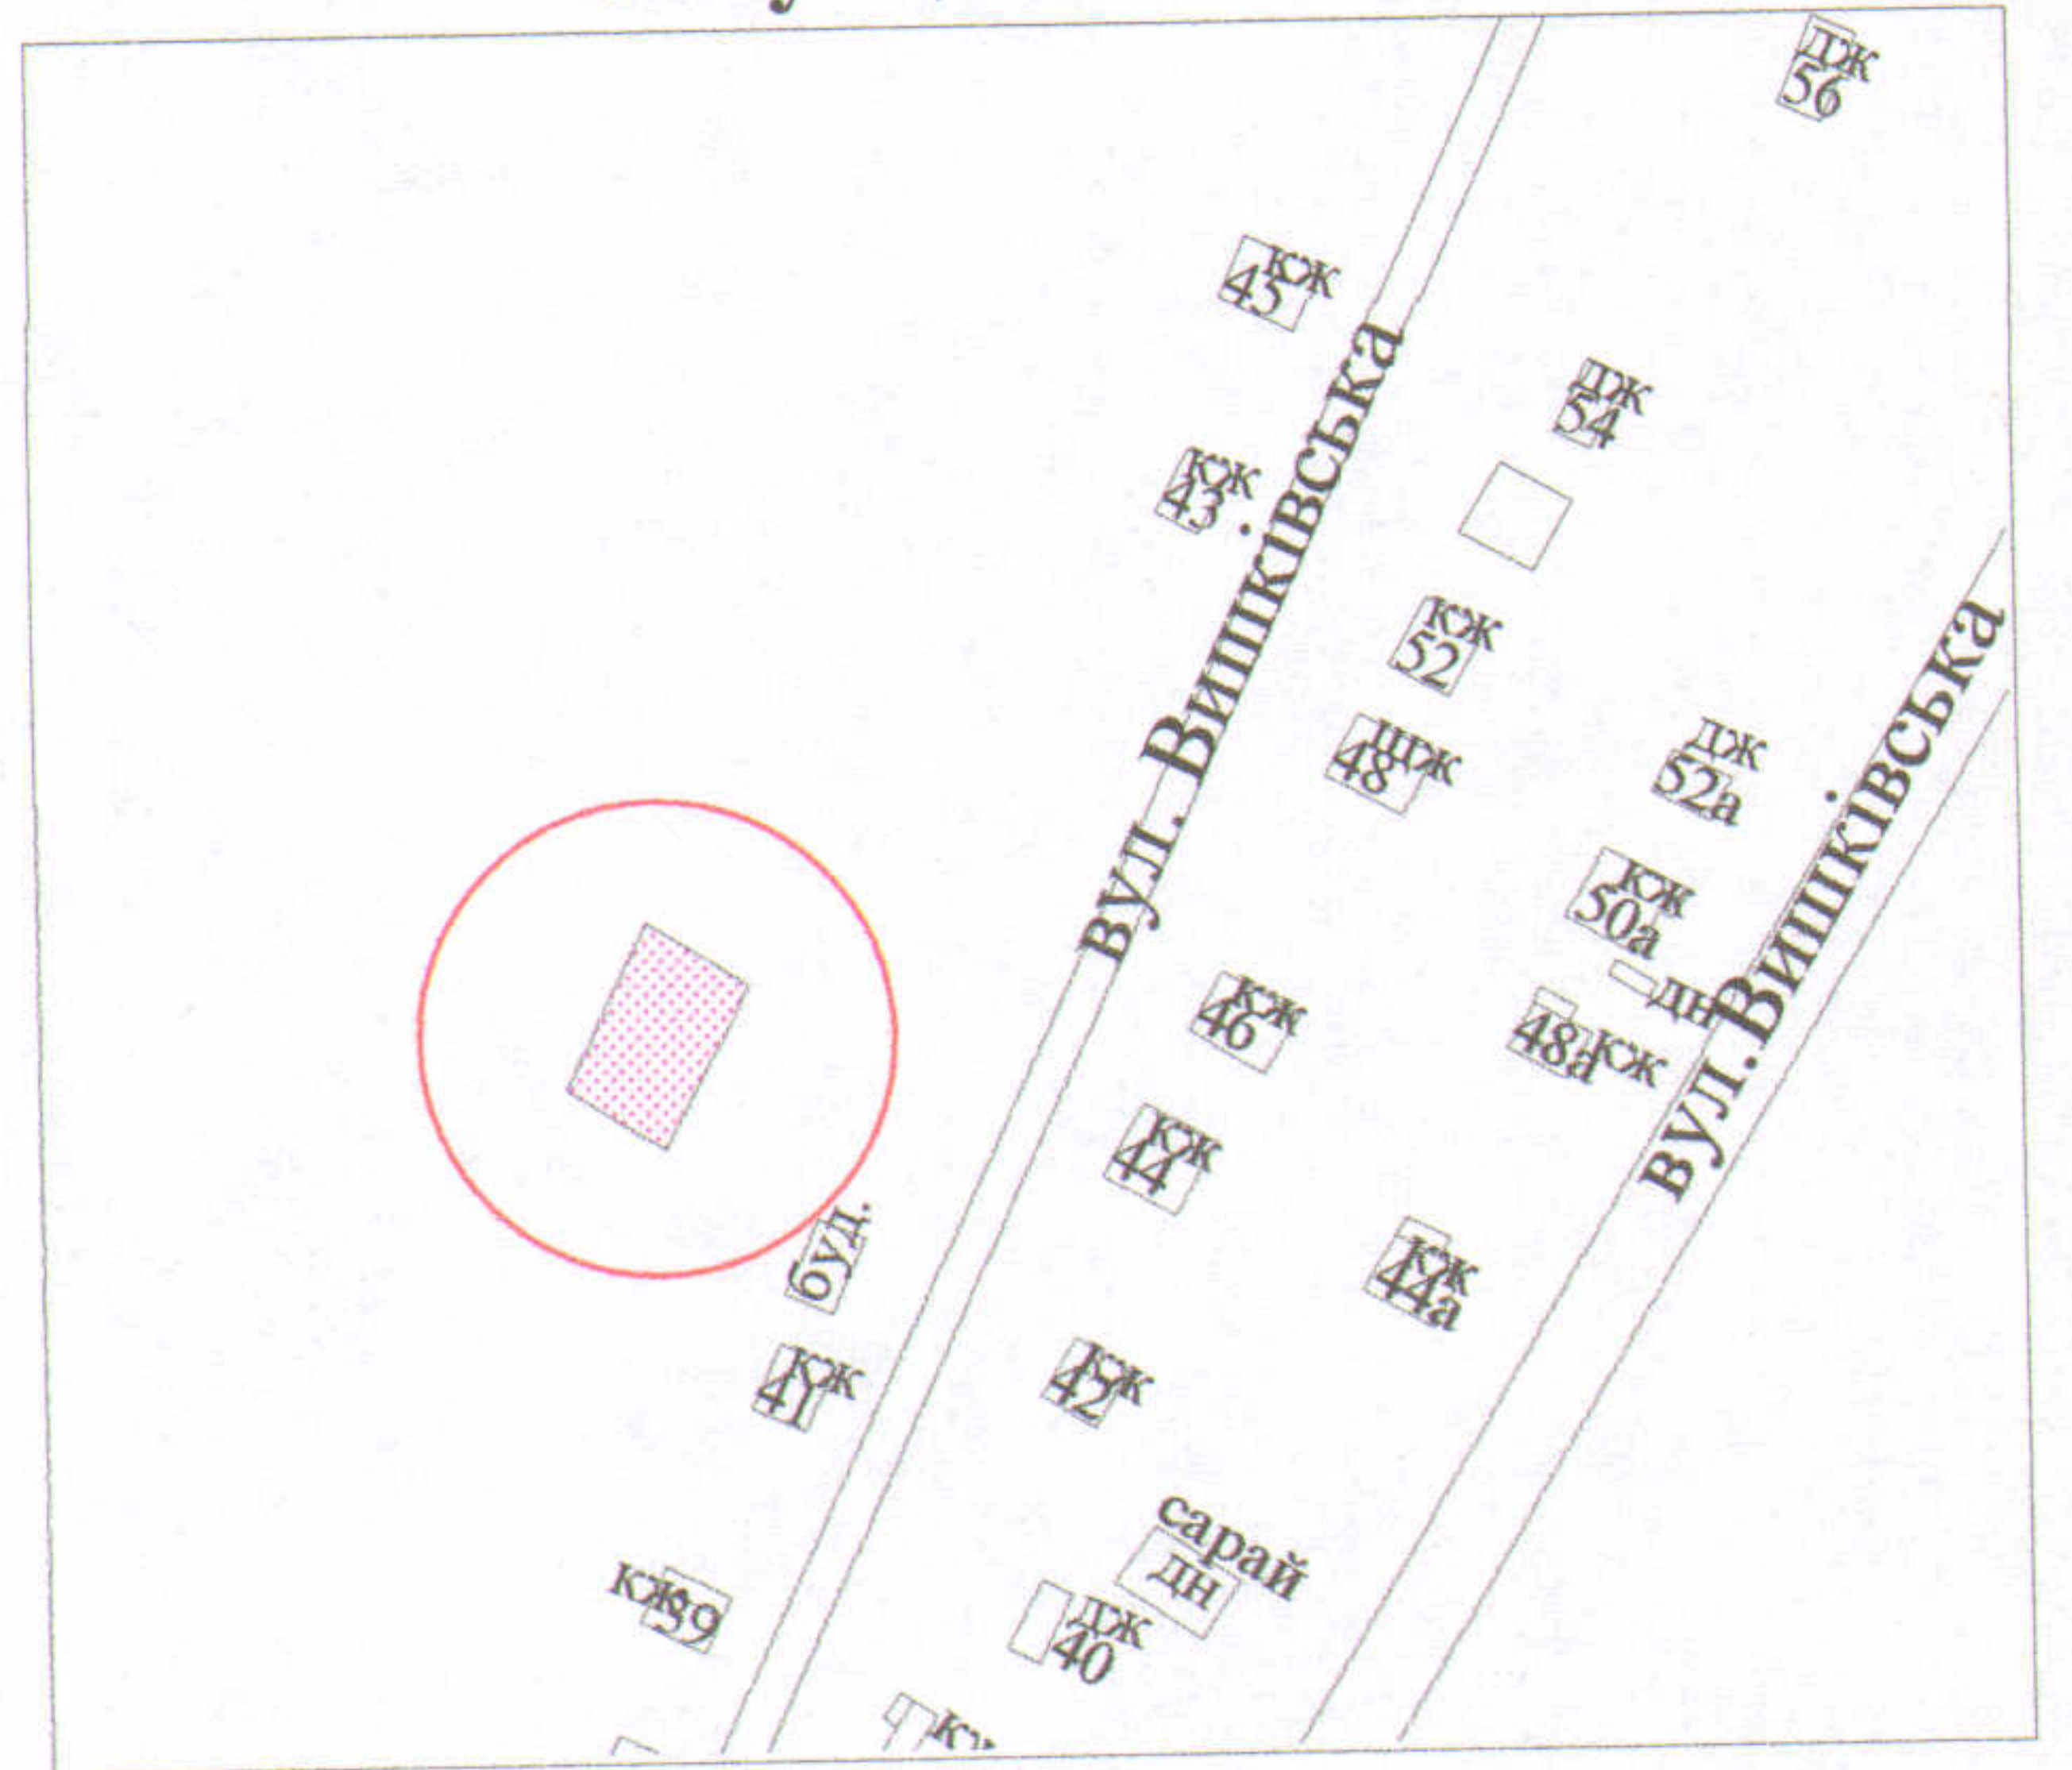 дж
56
кж
45
дж
54
кж
43
вул. Вишківська
кж
52
шж
48
дж
52а
вул. Вишківська
кж
50а
дн
кж
46
48а кж
кж
44
буд.
кж
44а
кж
41
кж
42
сарай
дн
кж39
дж
40